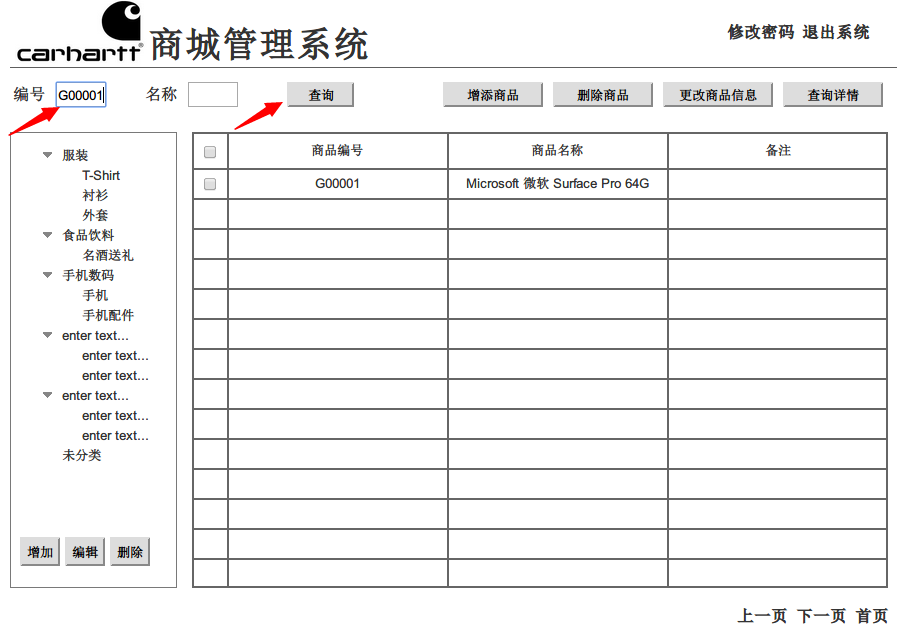 carhartt 商城管理系统
修改密码 退出系统
编号 G00001 名称 查询 增添商品 删除商品 更改商品信息 查询详情
服装
T-Shirt
衬衫
外套
食品饮料
名酒送礼
手机数码
手机
手机配件
enter text...
enter text...
enter text...
enter text...
enter text...
enter text...
未分类
增加 编辑 删除
商品编号 商品名称 备注
G00001 Microsoft 微软 Surface Pro 64G
上一页 下一页 首页